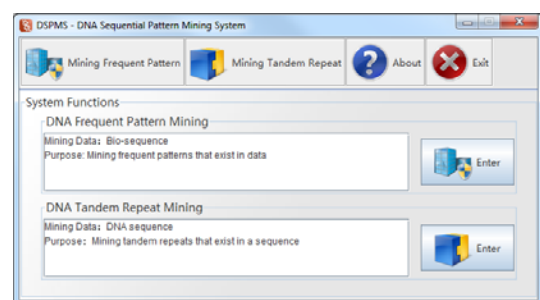 DSPMS - DNA Sequential Pattern Mining System
Mining Frequent Pattern Mining Tandem Repeat About Exit
System Functions
DNA Frequent Pattern Mining
Mining Data： Bio-sequence
Purpose: Mining frequent patterns that exist in data
Enter
DNA Tandem Repeat Mining
Mining Data： DNA sequence
Purpose： Mining tandem repeats that exist in a sequence
Enter